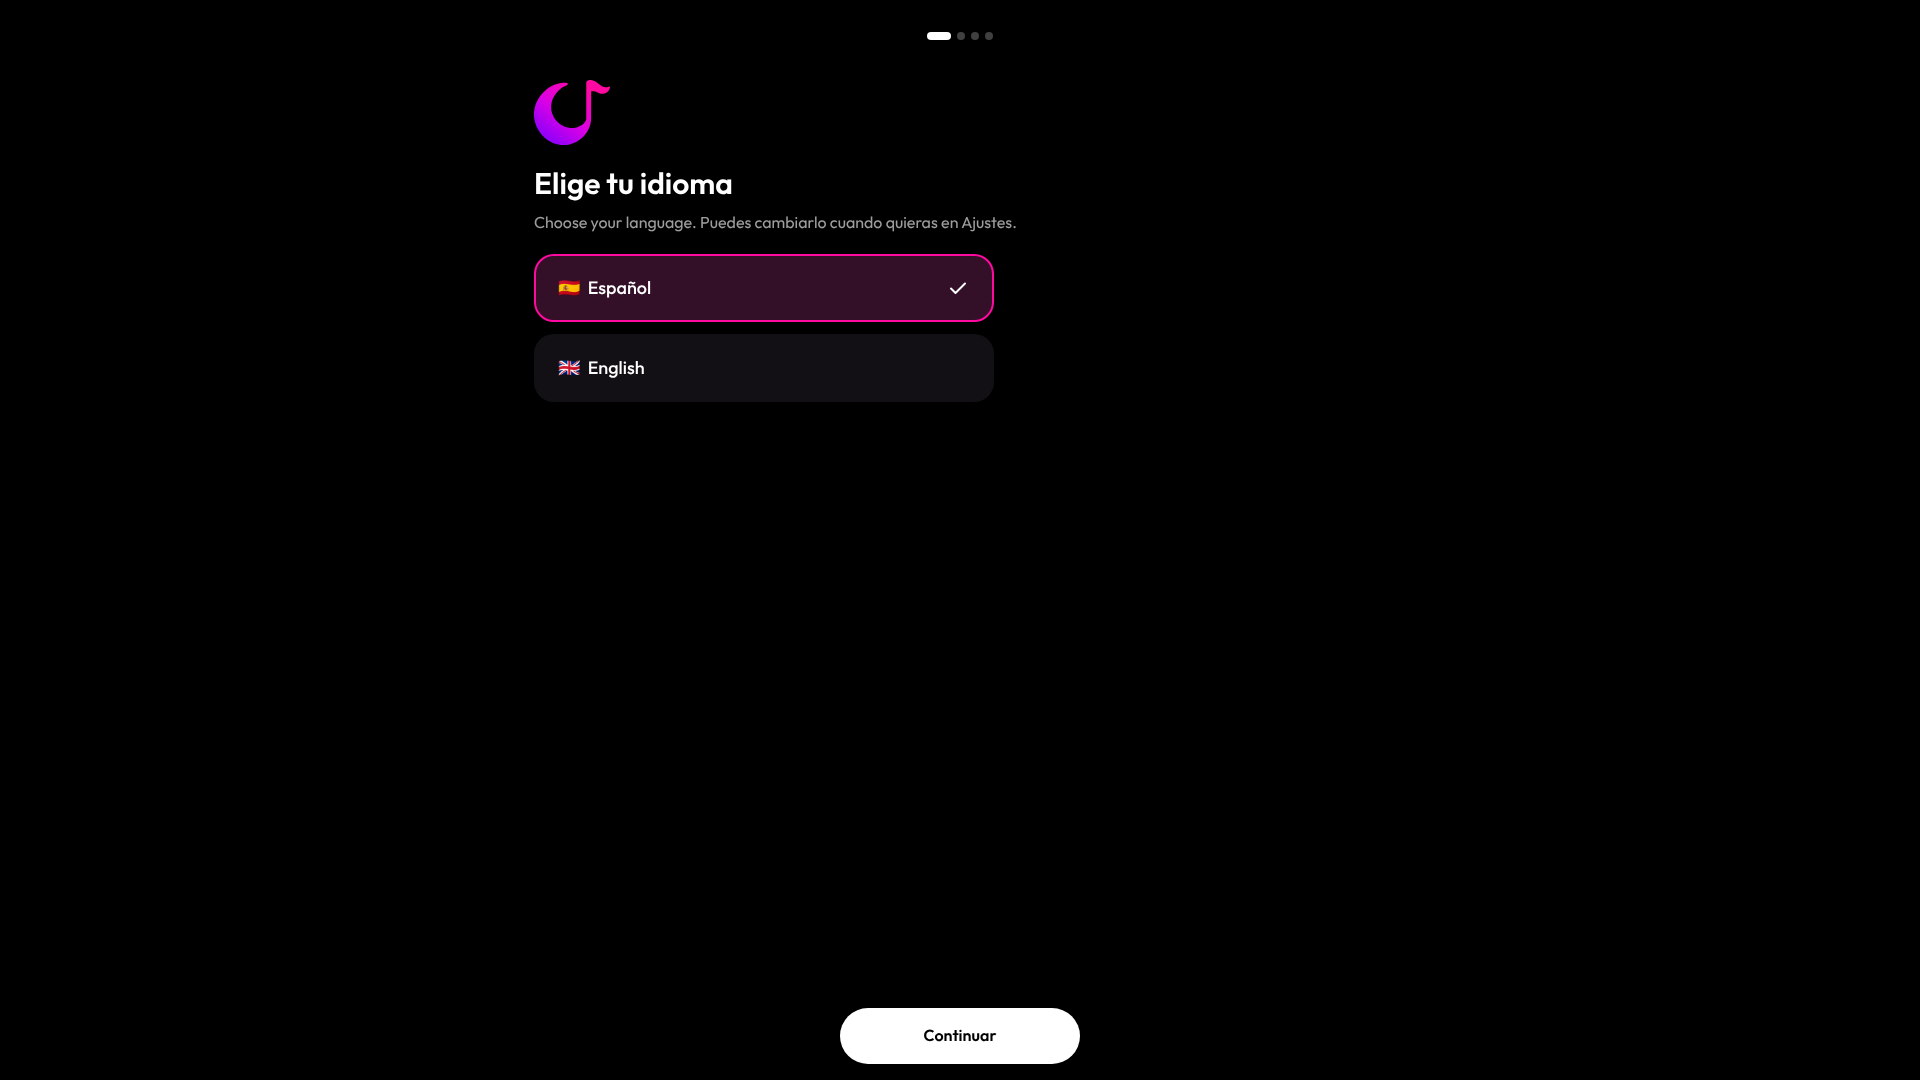 Elige tu idioma
Choose your language. Puedes cambiarlo cuando quieras en Ajustes.
Español
English
Continuar